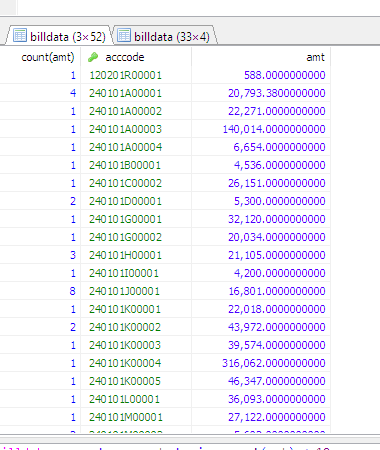 billdata (3×52) billdata (33×4)
count(amt) acccode amt
1 120201R00001 588.0000000000
4 240101A00001 20,793.3800000000
1 240101A00002 22,271.0000000000
1 240101A00003 140,014.0000000000
1 240101A00004 6,654.0000000000
1 240101B00001 4,536.0000000000
1 240101C00002 26,151.0000000000
2 240101D00001 5,300.0000000000
1 240101G00001 32,120.0000000000
1 240101G00002 20,034.0000000000
3 240101H00001 21,105.0000000000
1 240101I00001 4,200.0000000000
8 240101J00001 16,801.0000000000
1 240101K00001 22,018.0000000000
2 240101K00002 43,972.0000000000
1 240101K00003 39,574.0000000000
1 240101K00004 316,062.0000000000
1 240101K00005 46,347.0000000000
1 240101L00001 36,093.0000000000
1 240101M00001 27,122.0000000000